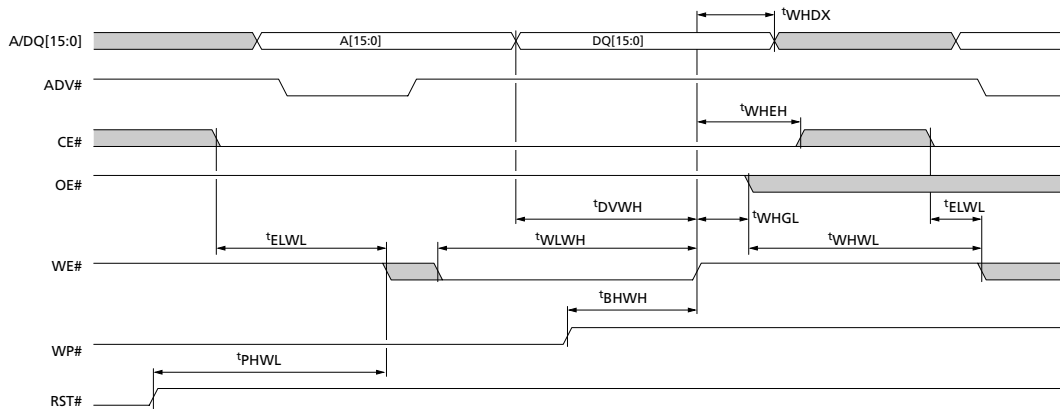 tWHDX
A/DQ[15:0] A[15:0] DQ[15:0]
ADV#
tWHEH
CE#
OE#
tDVWH tWHGL tELWL
tELWL tWLWH tWHWL
WE#
tBHWH
WP#
tPHWL
RST#